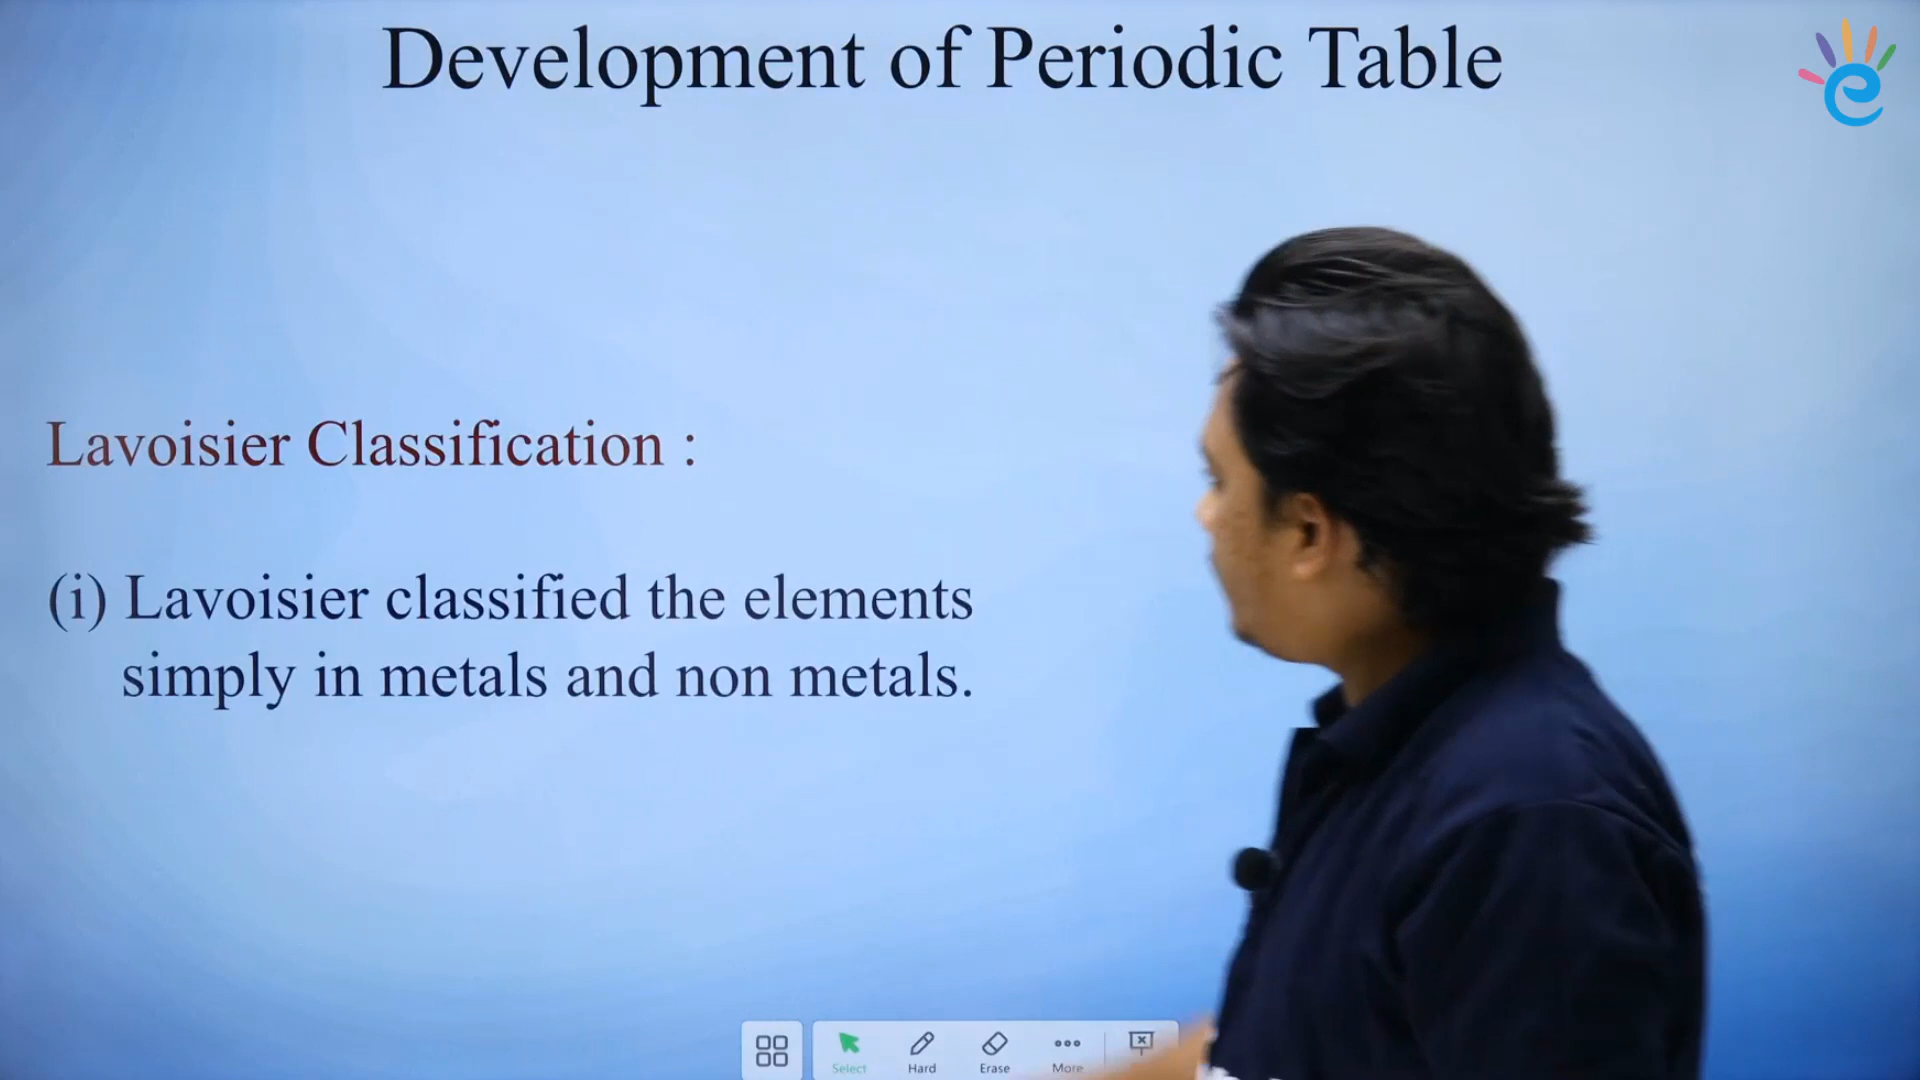 Development of Periodic Table
Lavoisier Classification :
(i) Lavoisier classified the elements
simply in metals and non metals.
Select
Hard
Erase
More